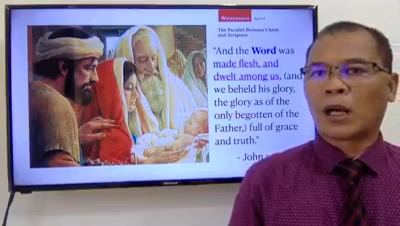 WEDNESDAY
The Parallel Between Christ
and Scripture
"And the Word was
made flesh, and
dwelt among us, (and
we beheld his glory,
the glory as of the
only begotten of the
Father,) full of grace
and truth."
- John